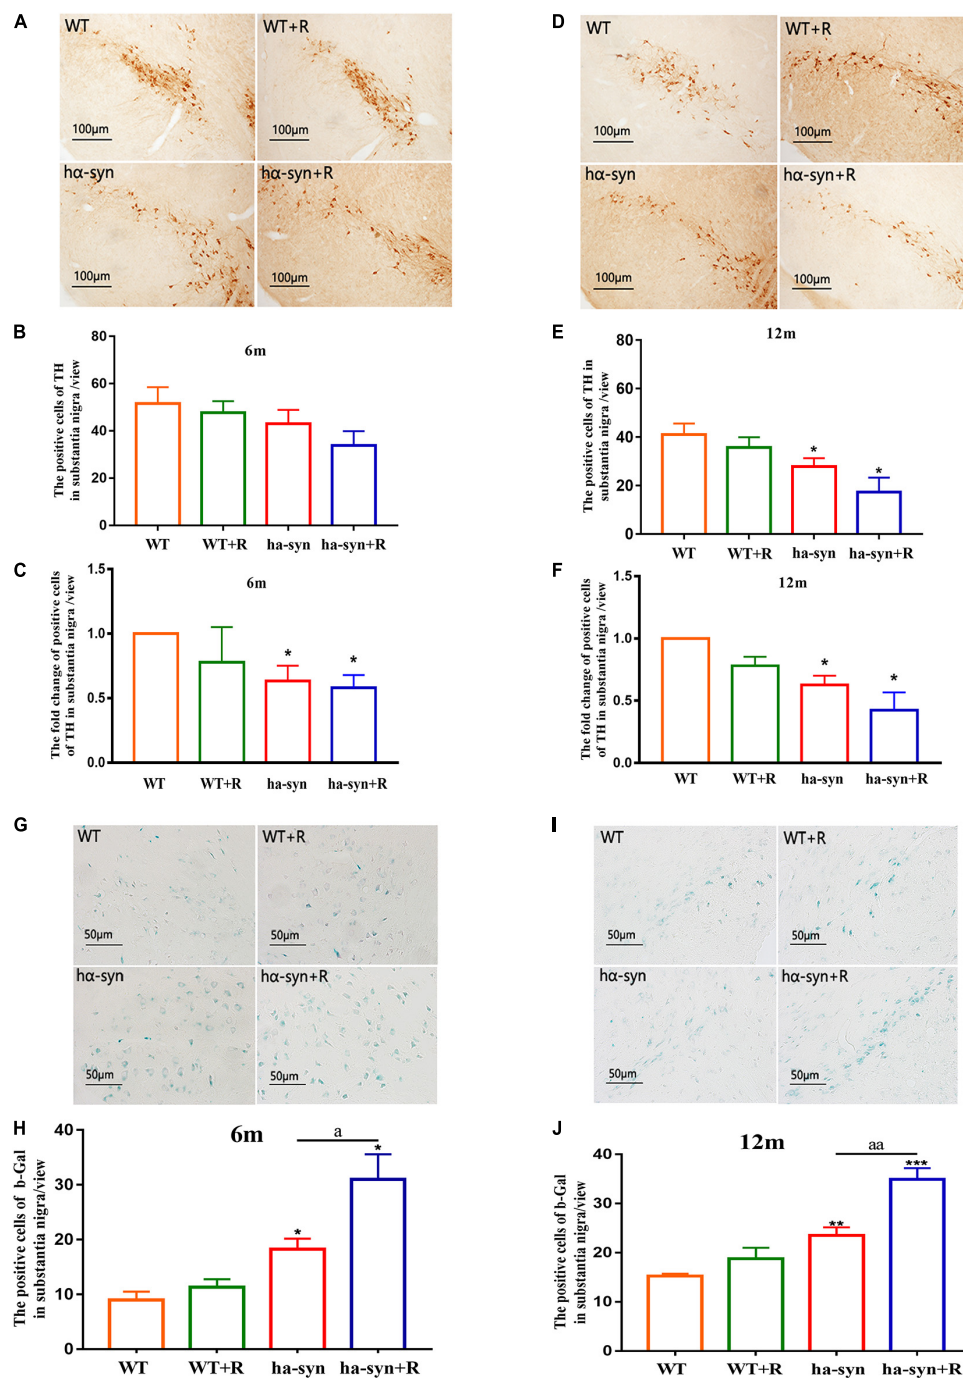 A
WT
WT+R
100μm
100μm
hα-syn
hα-syn+R
100μm
100μm
D
WT
WT+R
100μm
100μm
hα-syn
hα-syn+R
100μm
100μm
B
6m
The positive cells of TH
in substantia nigra /view
80
60
40
20
0
WT
WT+R
ha-syn
ha-syn+R
E
12m
The positive cells of TH in
substantia nigra /view
80
60
40
20
0
*
*
WT
WT+R
ha-syn
ha-syn+R
C
6m
The fold change of positive cells
of TH in substantia nigra /view
1.5
1.0
0.5
0.0
*
*
WT
WT+R
ha-syn
ha-syn+R
F
12m
The fold change of positive cells
of TH in substantia nigra /view
1.5
1.0
0.5
0.0
*
*
WT
WT+R
ha-syn
ha-syn+R
G
WT
WT+R
50μm
50μm
hα-syn
hα-syn+R
50μm
50μm
I
WT
WT+R
50μm
50μm
hα-syn
hα-syn+R
50μm
50μm
H
6m
The positive cells of b-Gal
in substantia nigra/view
40
30
20
10
0
a
*
*
WT
WT+R
ha-syn
ha-syn+R
J
12m
The positive cells of b-Gal
in substantia nigra/view
40
30
20
10
0
aa
**
***
WT
WT+R
ha-syn
ha-syn+R